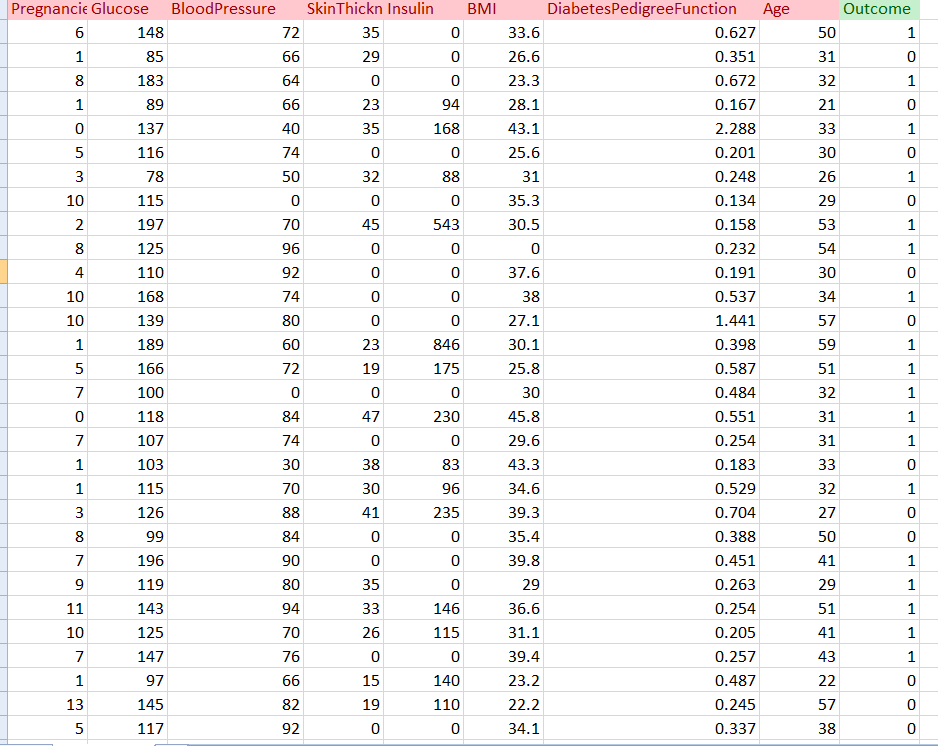 Pregnancie Glucose BloodPressure SkinThickn Insulin BMI DiabetesPedigreeFunction Age Outcome
6 148 72 35 0 33.6 0.627 50 1
1 85 66 29 0 26.6 0.351 31 0
8 183 64 0 0 23.3 0.672 32 1
1 89 66 23 94 28.1 0.167 21 0
0 137 40 35 168 43.1 2.288 33 1
5 116 74 0 0 25.6 0.201 30 0
3 78 50 32 88 31 0.248 26 1
10 115 0 0 0 35.3 0.134 29 0
2 197 70 45 543 30.5 0.158 53 1
8 125 96 0 0 0 0.232 54 1
4 110 92 0 0 37.6 0.191 30 0
10 168 74 0 0 38 0.537 34 1
10 139 80 0 0 27.1 1.441 57 0
1 189 60 23 846 30.1 0.398 59 1
5 166 72 19 175 25.8 0.587 51 1
7 100 0 0 0 30 0.484 32 1
0 118 84 47 230 45.8 0.551 31 1
7 107 74 0 0 29.6 0.254 31 1
1 103 30 38 83 43.3 0.183 33 0
1 115 70 30 96 34.6 0.529 32 1
3 126 88 41 235 39.3 0.704 27 0
8 99 84 0 0 35.4 0.388 50 0
7 196 90 0 0 39.8 0.451 41 1
9 119 80 35 0 29 0.263 29 1
11 143 94 33 146 36.6 0.254 51 1
10 125 70 26 115 31.1 0.205 41 1
7 147 76 0 0 39.4 0.257 43 1
1 97 66 15 140 23.2 0.487 22 0
13 145 82 19 110 22.2 0.245 57 0
5 117 92 0 0 34.1 0.337 38 0